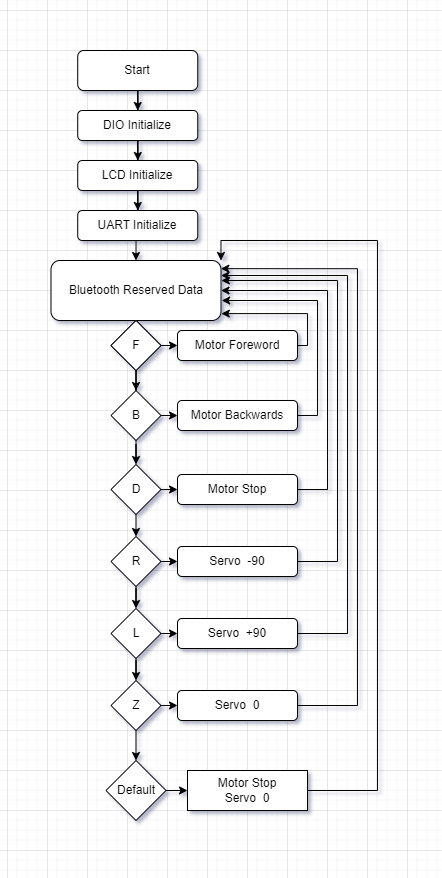 Start
DIO Initialize
LCD Initialize
UART Initialize
Bluetooth Reserved Data
F
Motor Foreword
B
Motor Backwards
D
Motor Stop
R
Servo -90
L
Servo +90
Z
Servo 0
Default
Motor Stop
Servo 0